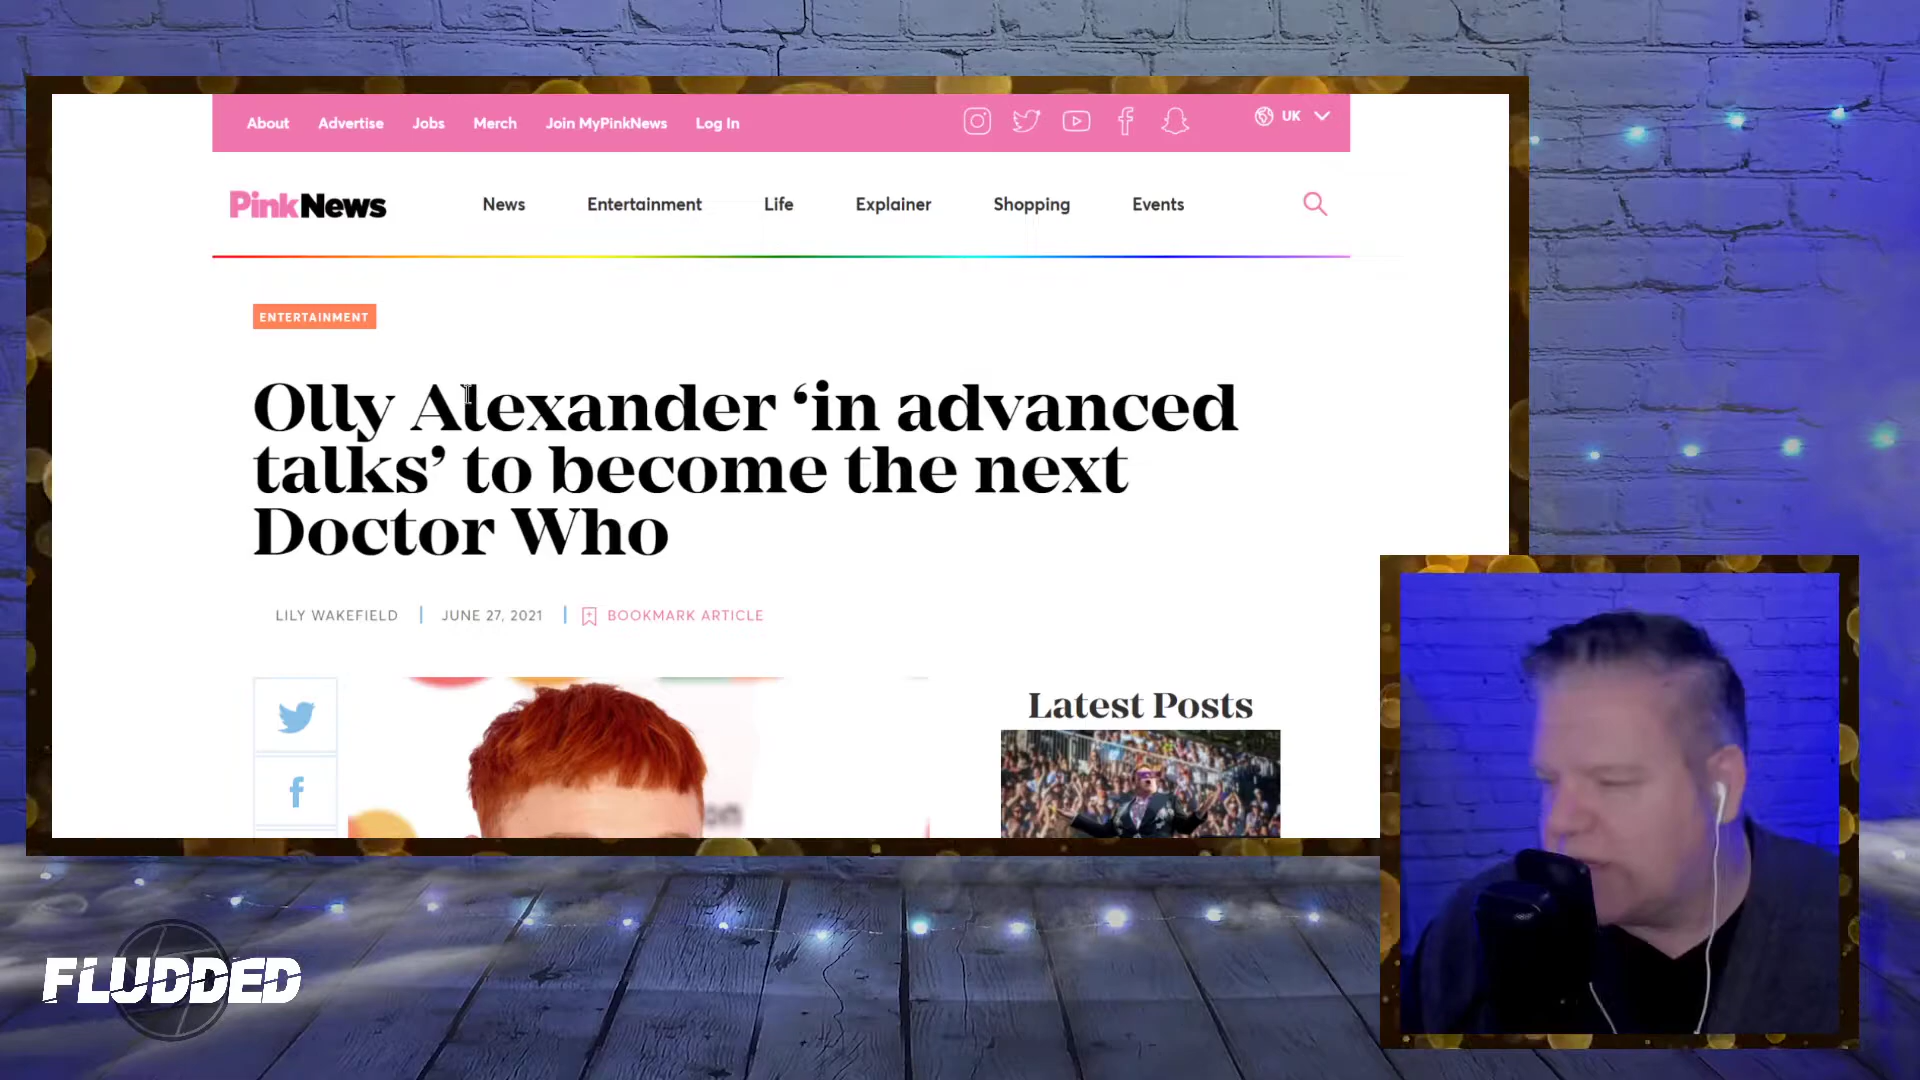 About Advertise Jobs Merch Join MyPinkNews Log In UK
PinkNews News Entertainment Life Explainer Shopping Events
ENTERTAINMENT
Olly Alexander ‘in advanced
talks’ to become the next
Doctor Who
LILY WAKEFIELD JUNE 27, 2021 BOOKMARK ARTICLE
Latest Posts
FLUDDED